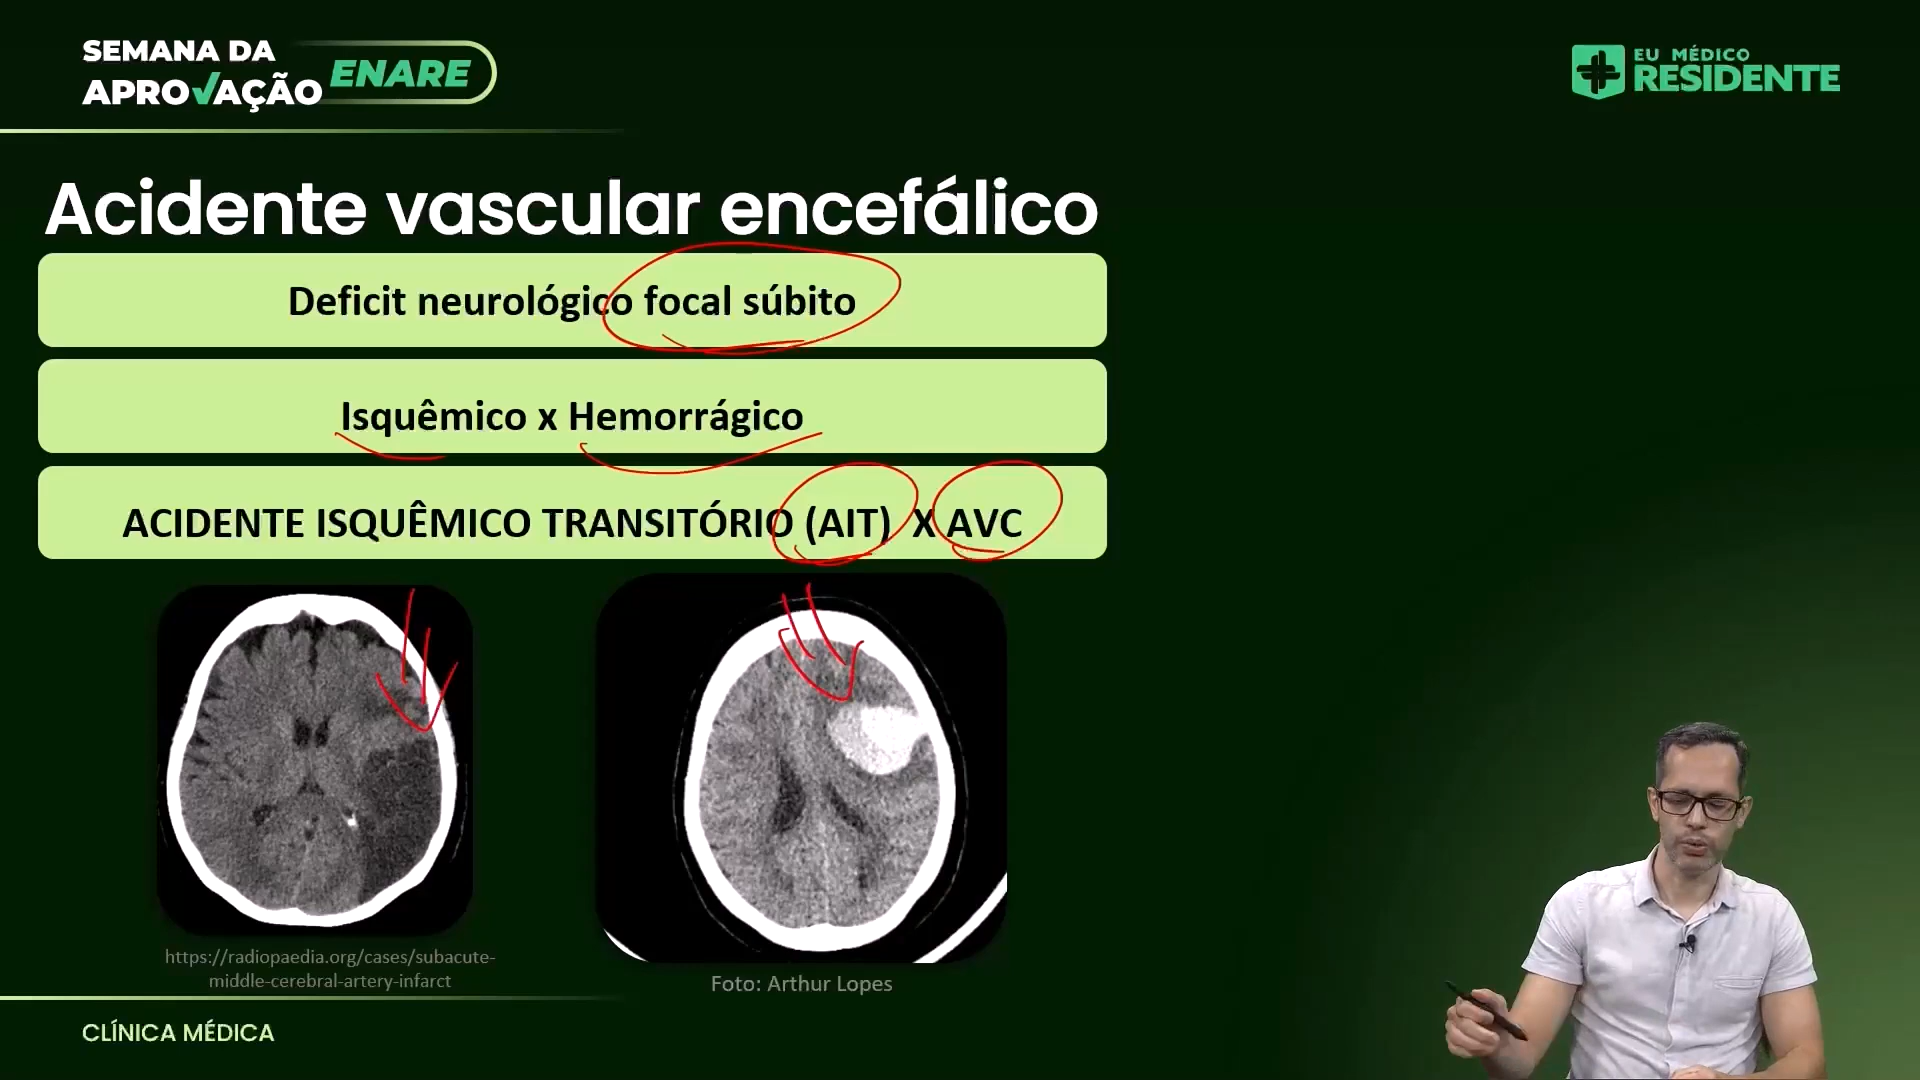 SEMANA DA
APROVAÇÃO ENARE
EU MÉDICO
RESIDENTE
Acidente vascular encefálico
Deficit neurológico focal súbito
Isquêmico x Hemorrágico
ACIDENTE ISQUÊMICO TRANSITÓRIO (AIT) X AVC
https://radiopaedia.org/cases/subacute-
middle-cerebral-artery-infarct
Foto: Arthur Lopes
CLÍNICA MÉDICA